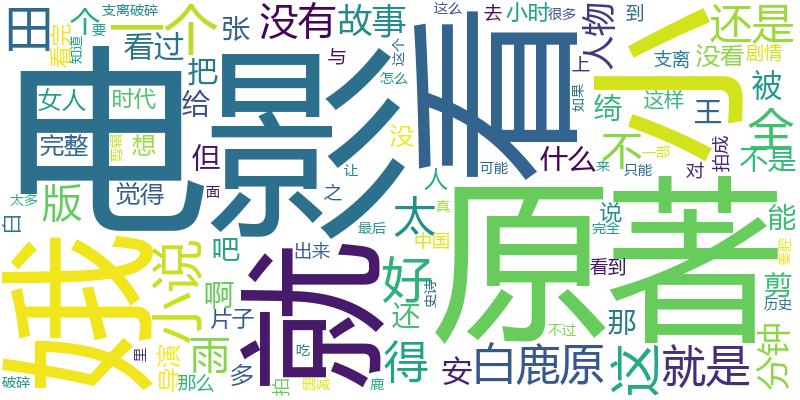 支离破碎
这么
很多
田
个
要
看完
知道
一个
张
没有
故事
去
小时
到
还是
看过
与
这个
人物
上
支离
没看
剧情
把
电影
看
小
女人
时代
给
怎么
如果
绮
这样
王
被
完整
剪辑
想
但
没
什么
不
对
拍成
一部
全
不是
觉得
面
让
可能
来
只能
太多
版
之
人
白
原著
太
真
说
完全
能
最后
中国
秦腔
娥
小说
吧
出来
就
好
史诗
看到
剪
历史
啊
片子
还
不过
那
里
导演
雨
吃
得
安
白鹿原
这
就是
分钟
破碎
那么
多
拍
删减
鹿